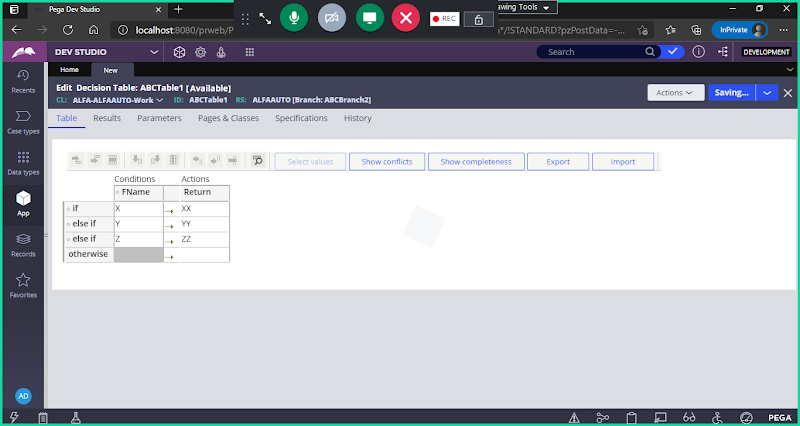 Pega Dev Studio
localhost:8080/prweb/P
aving Tools
*/!STANDARD?pzPostData=-...
REC
InPrivate
DEV STUDIO
Search
DEVELOPMENT
Home
New
Edit Decision Table: ABCTable1 [Available]
CL: ALFA-ALFAAUTO-Work ID: ABCTable1 RS: ALFAAUTO [Branch: ABCBranch2]
Actions
Saving...
Table Results Parameters Pages & Classes Specifications History
Select values Show conflicts Show completeness Export Import
Conditions Actions
FName Return
if X XX
else if Y YY
else if Z ZZ
otherwise
Recents
Case types
Data types
App
Records
Favorites
AD
PEGA